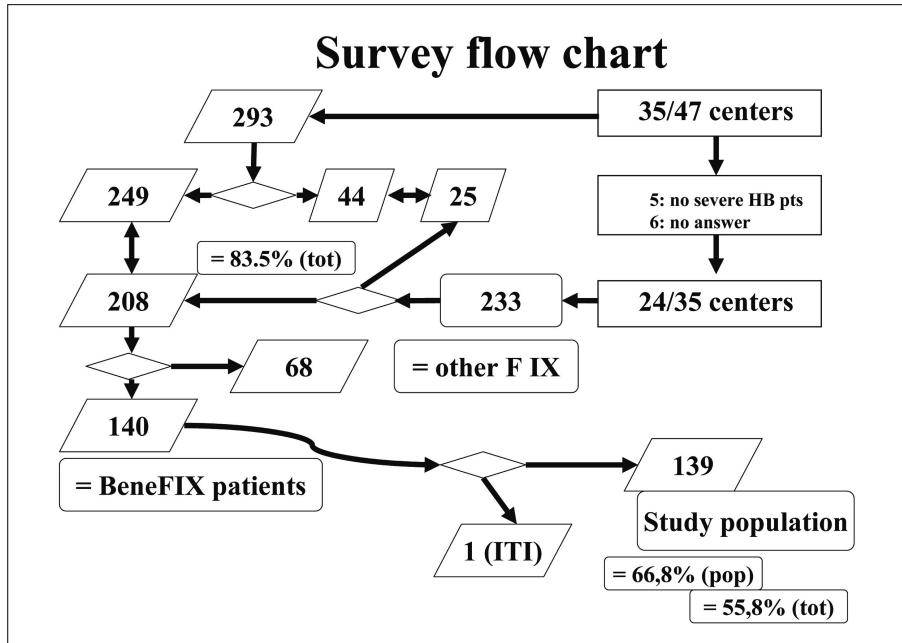 Survey flow chart
293
35/47 centers
249
44
25
5: no severe HB pts
6: no answer
= 83.5% (tot)
208
233
24/35 centers
68
= other F IX
140
= BeneFIX patients
139
Study population
1 (ITI)
= 66,8% (pop)
= 55,8% (tot)